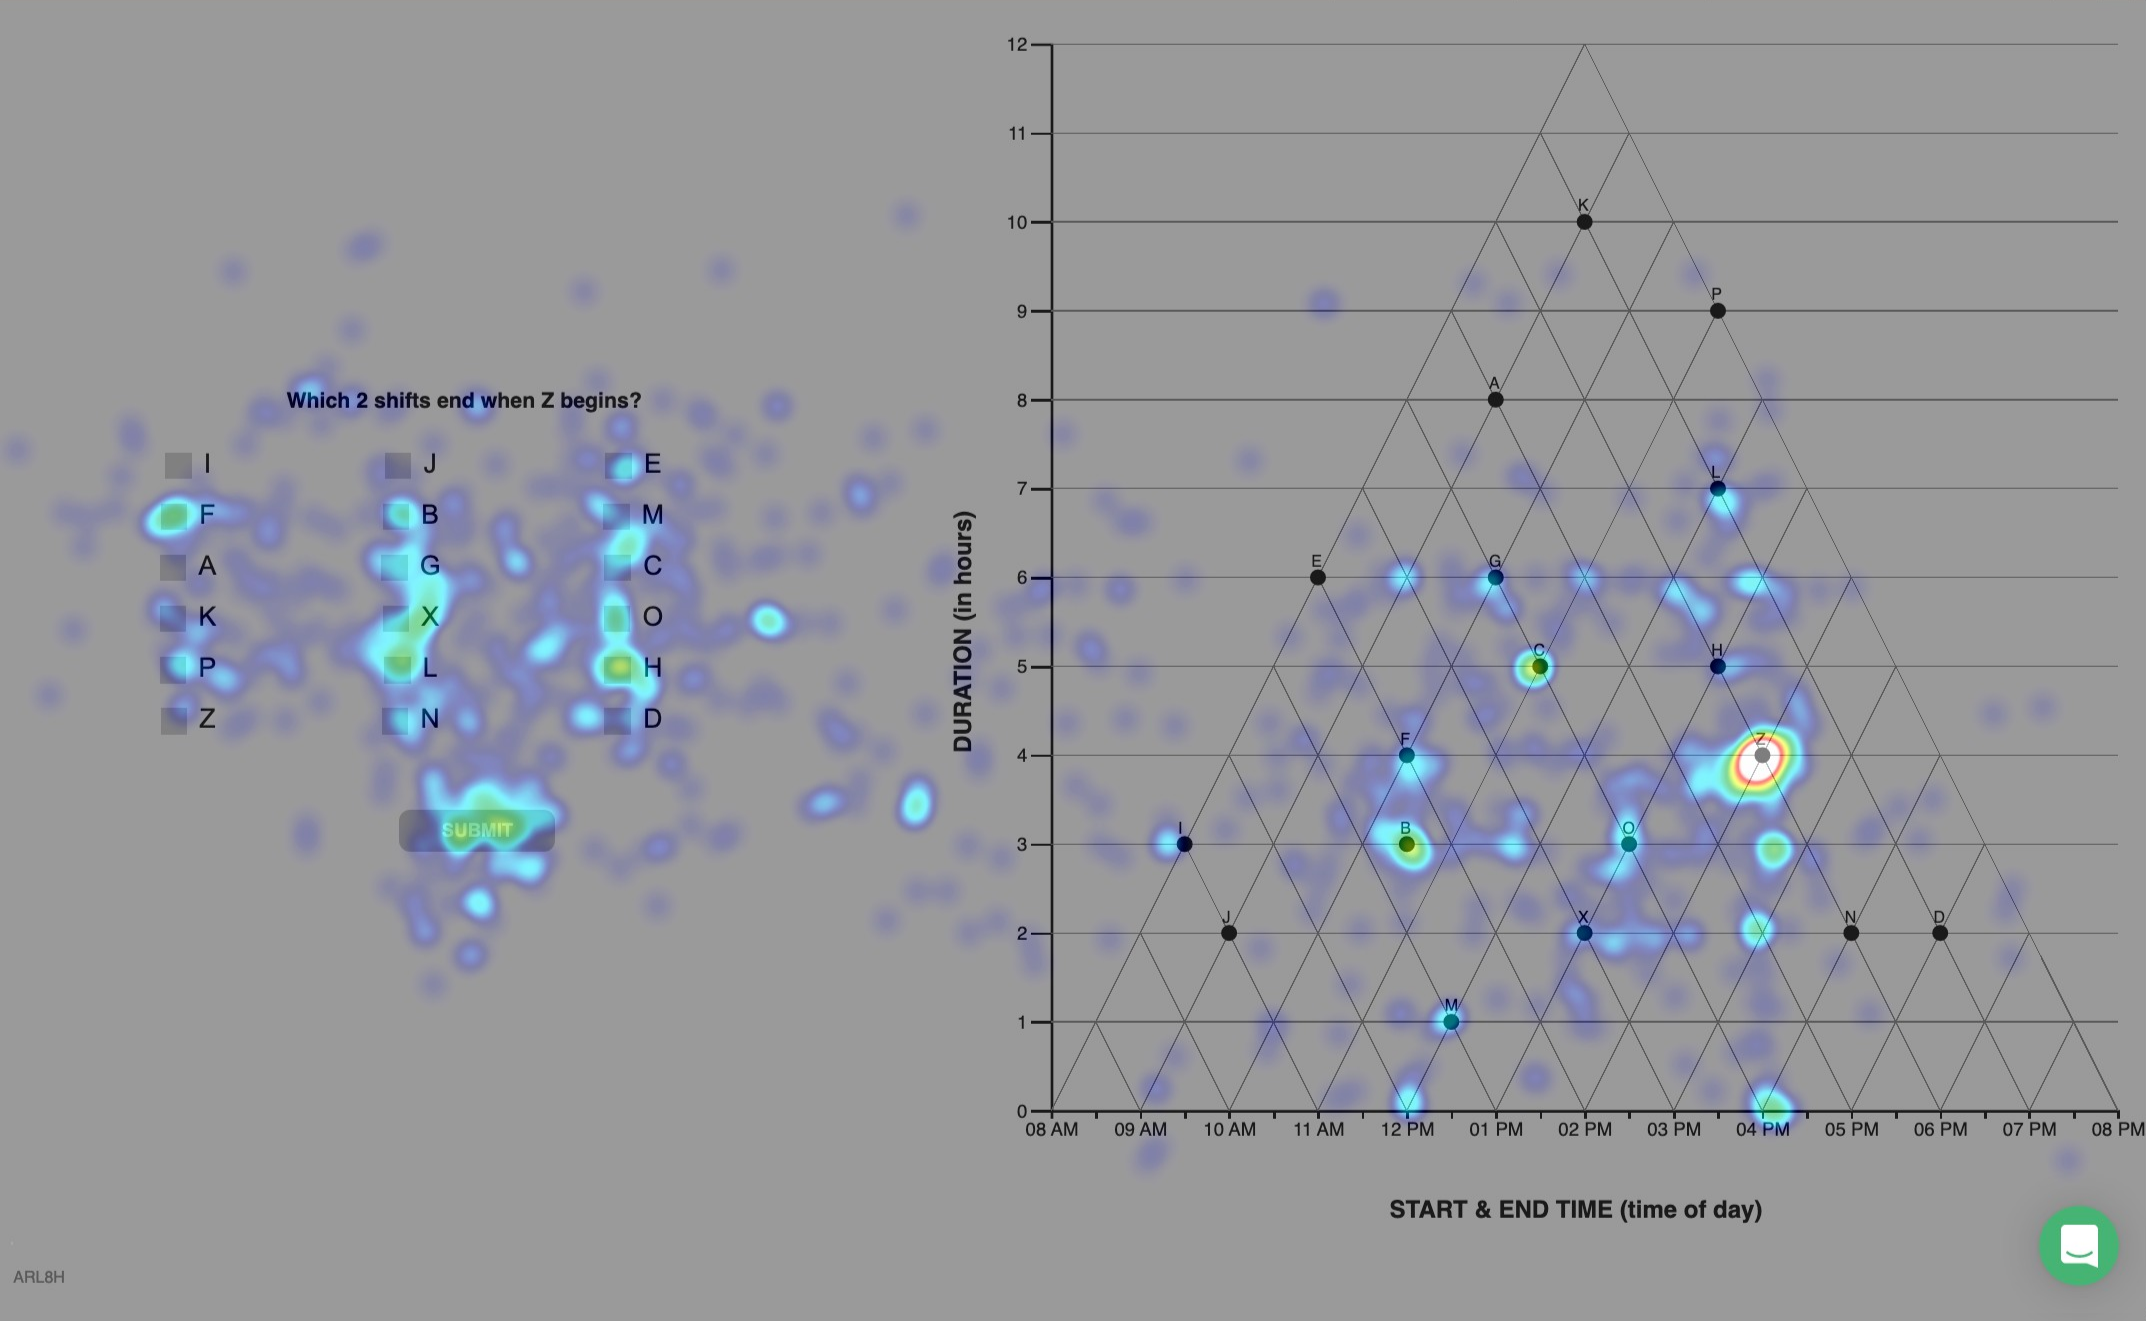 Which 2 shifts end when Z begins?
I J E
F B M
A G C
K X O
P L H
Z N D
SUBMIT
ARL8H
DURATION (in hours)
12
11
10
9
8
7
6
5
4
3
2
1
0
K
P
A
L
E G
C H
F Z
I B O
J X N D
M
08 AM 09 AM 10 AM 11 AM 12 PM 01 PM 02 PM 03 PM 04 PM 05 PM 06 PM 07 PM 08 PM
START & END TIME (time of day)